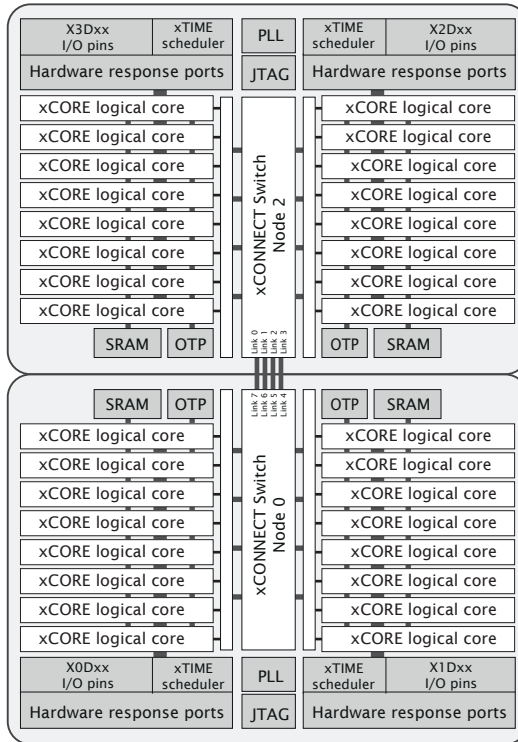 X3Dxx
I/O pins
xTIME
scheduler
PLL
xTIME
scheduler
X2Dxx
I/O pins
Hardware response ports
JTAG
Hardware response ports
xCORE logical core
xCORE logical core
xCORE logical core
xCORE logical core
xCORE logical core
xCORE logical core
xCORE logical core
xCORE logical core
SRAM
OTP
xCONNECT Switch
Node 2
Link 0
Link 1
Link 2
Link 3
xCORE logical core
xCORE logical core
xCORE logical core
xCORE logical core
xCORE logical core
xCORE logical core
xCORE logical core
xCORE logical core
OTP
SRAM
SRAM
OTP
xCORE logical core
xCORE logical core
xCORE logical core
xCORE logical core
xCORE logical core
xCORE logical core
xCORE logical core
xCORE logical core
Link 7
Link 6
Link 5
Link 4
xCONNECT Switch
Node 0
OTP
SRAM
xCORE logical core
xCORE logical core
xCORE logical core
xCORE logical core
xCORE logical core
xCORE logical core
xCORE logical core
xCORE logical core
X0Dxx
I/O pins
xTIME
scheduler
PLL
xTIME
scheduler
X1Dxx
I/O pins
Hardware response ports
JTAG
Hardware response ports